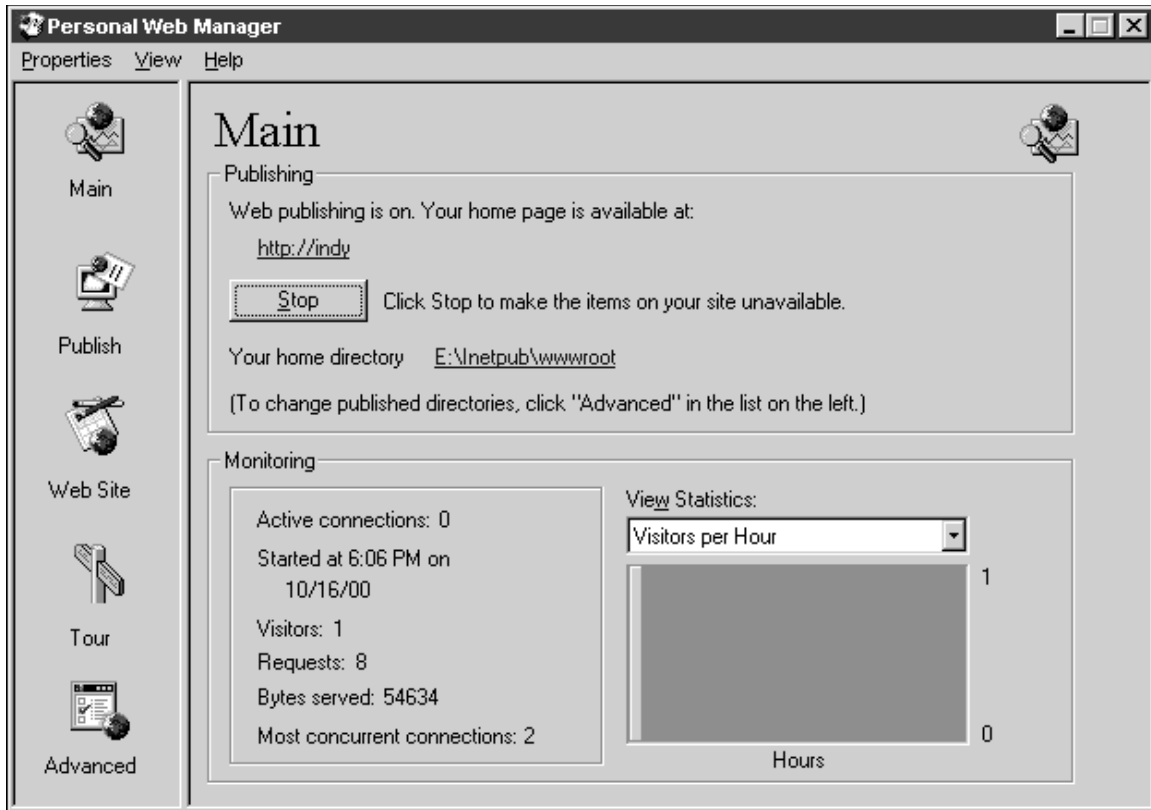 Personal Web Manager
Properties View Help
Main
Publish
Web Site
Tour
Advanced
Main
Publishing
Web publishing is on. Your home page is available at:
http://indy
Stop Click Stop to make the items on your site unavailable.
Your home directory E:\Inetpub\wwwroot
(To change published directories, click "Advanced" in the list on the left.)
Monitoring
Active connections: 0
Started at 6:06 PM on
10/16/00
Visitors: 1
Requests: 8
Bytes served: 54634
Most concurrent connections: 2
View Statistics:
Visitors per Hour
1
0
Hours